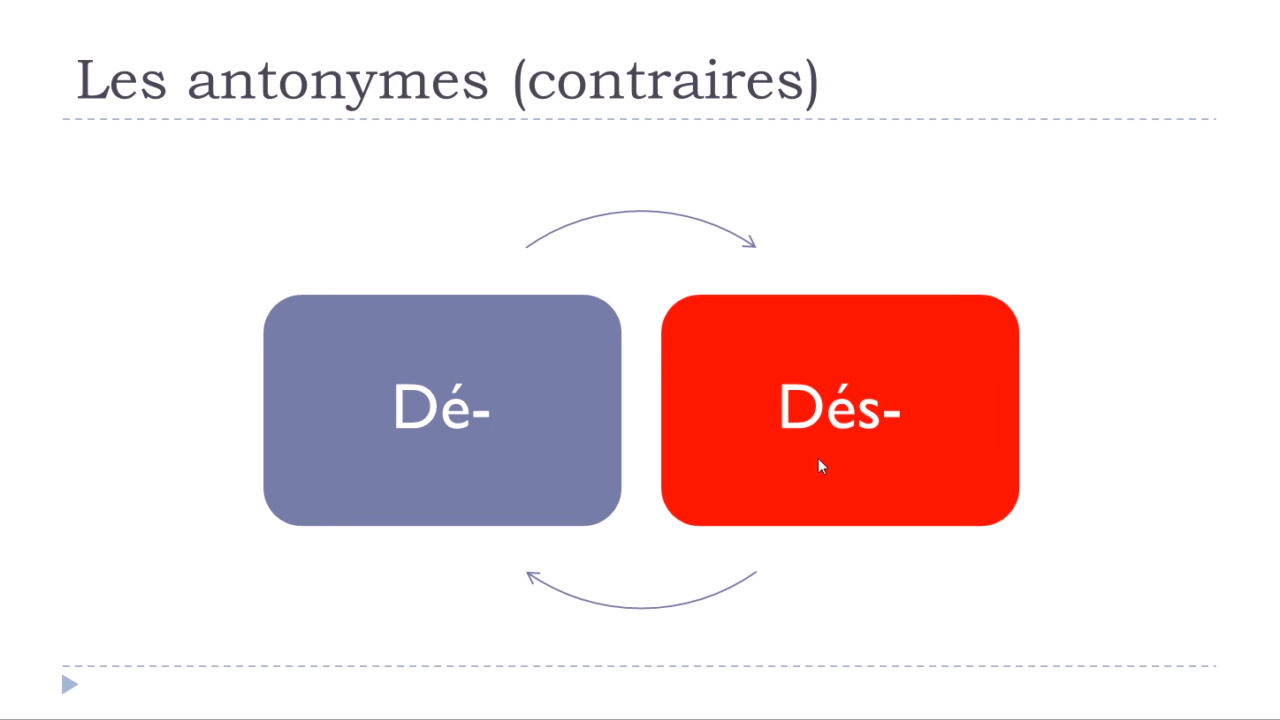 Les antonymes (contraires)
Dé-
Dés-